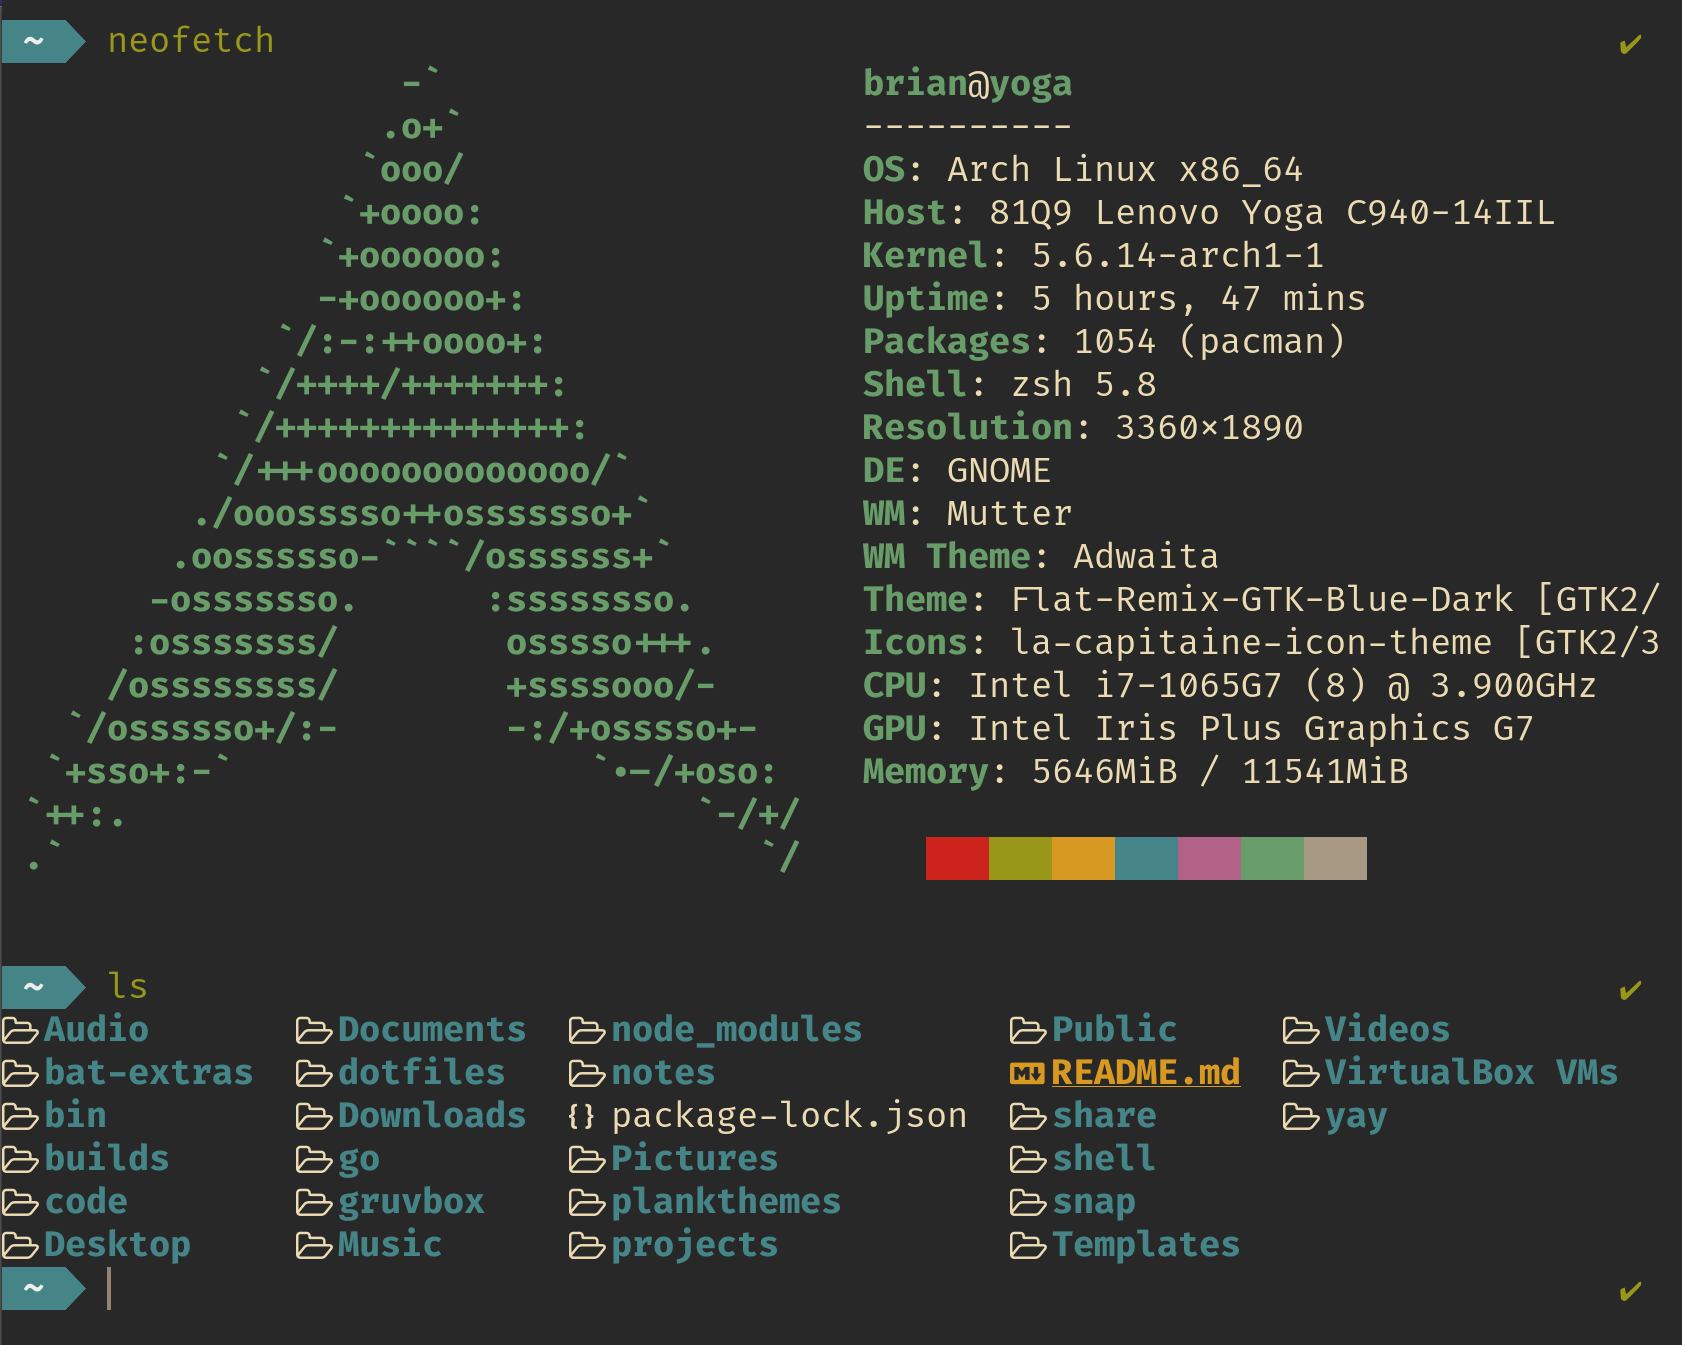 ~ neofetch ✔
                   -`                    brian@yoga
                  .o+`                   ----------
                 `ooo/                   OS: Arch Linux x86_64
                `+oooo:                  Host: 81Q9 Lenovo Yoga C940-14IIL
               `+oooooo:                 Kernel: 5.6.14-arch1-1
               -+oooooo+:                Uptime: 5 hours, 47 mins
             `/:-:++oooo+:               Packages: 1054 (pacman)
            `/++++/+++++++:              Shell: zsh 5.8
           `/++++++++++++++:             Resolution: 3360×1890
          `/+++ooooooooooooo/`           DE: GNOME
         ./ooosssso++osssssso+`          WM: Mutter
        .oossssso-````/ossssss+`         WM Theme: Adwaita
       -osssssso.      :ssssssso.        Theme: Flat-Remix-GTK-Blue-Dark [GTK2/
      :osssssss/        osssso+++.       Icons: la-capitaine-icon-theme [GTK2/3
     /ossssssss/        +ssssooo/-       CPU: Intel i7-1065G7 (8) @ 3.900GHz
   `/ossssso+/:-        -:/+osssso+-     GPU: Intel Iris Plus Graphics G7
  `+sso+:-`                 `.-/+oso:    Memory: 5646MiB / 11541MiB
 `++:.                           `-/+/
 .`                                 `/
~ ls ✔
Audio Documents node_modules Public Videos
bat-extras dotfiles notes README.md VirtualBox VMs
bin Downloads {} package-lock.json share yay
builds go Pictures shell
code gruvbox plankthemes snap
Desktop Music projects Templates
~ ✔